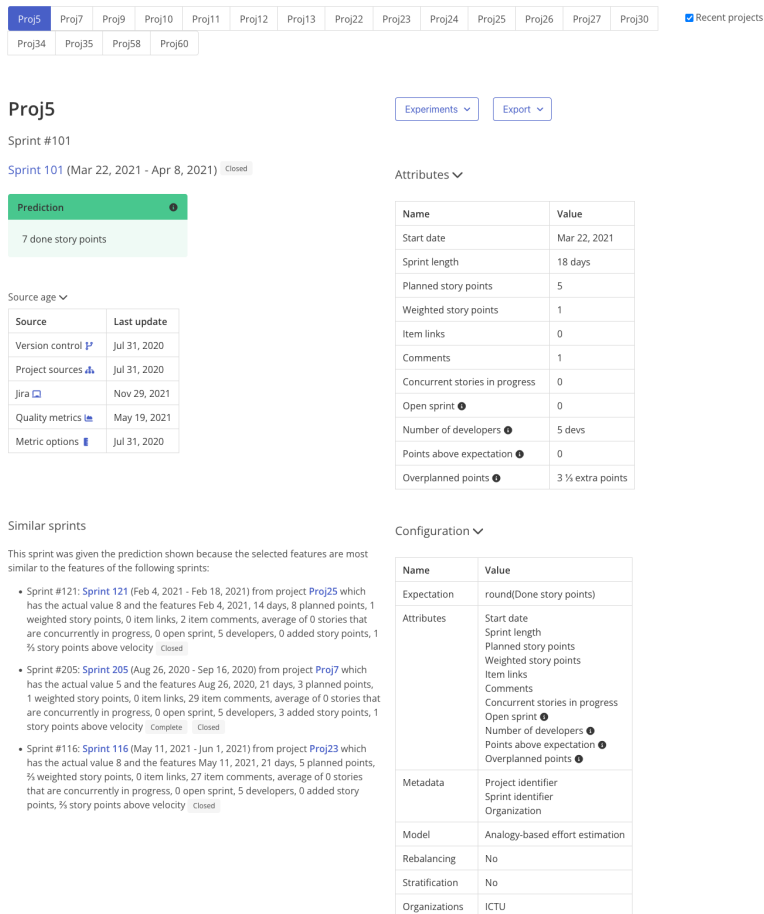 Proj5 Proj7 Proj9 Proj10 Proj11 Proj12 Proj13 Proj22 Proj23 Proj24 Proj25 Proj26 Proj27 Proj30 Recent projects
Proj34 Proj35 Proj58 Proj60
Proj5
Sprint #101
Sprint 101 (Mar 22, 2021 - Apr 8, 2021) Closed
Prediction
7 done story points
Source age
Source Last update
Version control Jul 31, 2020
Project sources Jul 31, 2020
Jira Nov 29, 2021
Quality metrics May 19, 2021
Metric options Jul 31, 2020
Similar sprints
This sprint was given the prediction shown because the selected features are most
similar to the features of the following sprints:
• Sprint #121: Sprint 121 (Feb 4, 2021 - Feb 18, 2021) from project Proj25 which
has the actual value 8 and the features Feb 4, 2021, 14 days, 8 planned points, 1
weighted story points, 0 item links, 2 item comments, average of 0 stories that
are concurrently in progress, 0 open sprint, 5 developers, 0 added story points, 1
⅔ story points above velocity Closed
• Sprint #205: Sprint 205 (Aug 26, 2020 - Sep 16, 2020) from project Proj7 which
has the actual value 5 and the features Aug 26, 2020, 21 days, 3 planned points,
1 weighted story points, 0 item links, 29 item comments, average of 0 stories that
are concurrently in progress, 0 open sprint, 5 developers, 3 added story points, 1
story points above velocity Complete Closed
• Sprint #116: Sprint 116 (May 11, 2021 - Jun 1, 2021) from project Proj23 which
has the actual value 8 and the features May 11, 2021, 21 days, 5 planned points,
⅔ weighted story points, 0 item links, 27 item comments, average of 0 stories
that are concurrently in progress, 0 open sprint, 5 developers, 0 added story
points, ⅔ story points above velocity Closed
Experiments Export
Attributes
Name Value
Start date Mar 22, 2021
Sprint length 18 days
Planned story points 5
Weighted story points 1
Item links 0
Comments 1
Concurrent stories in progress 0
Open sprint 0
Number of developers 5 devs
Points above expectation 0
Overplanned points 3 ⅓ extra points
Configuration
Name Value
Expectation round(Done story points)
Attributes Start date
Sprint length
Planned story points
Weighted story points
Item links
Comments
Concurrent stories in progress
Open sprint
Number of developers
Points above expectation
Overplanned points
Metadata Project identifier
Sprint identifier
Organization
Model Analogy-based effort estimation
Rebalancing No
Stratification No
Organizations ICTU